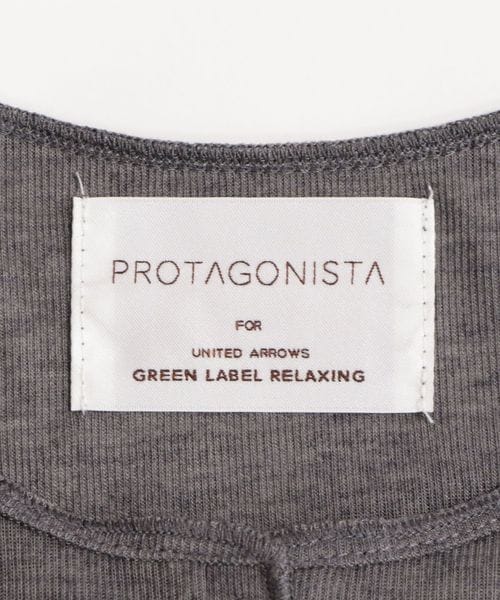 PROTAGONISTA
FOR
UNITED ARROWS
GREEN LABEL RELAXING